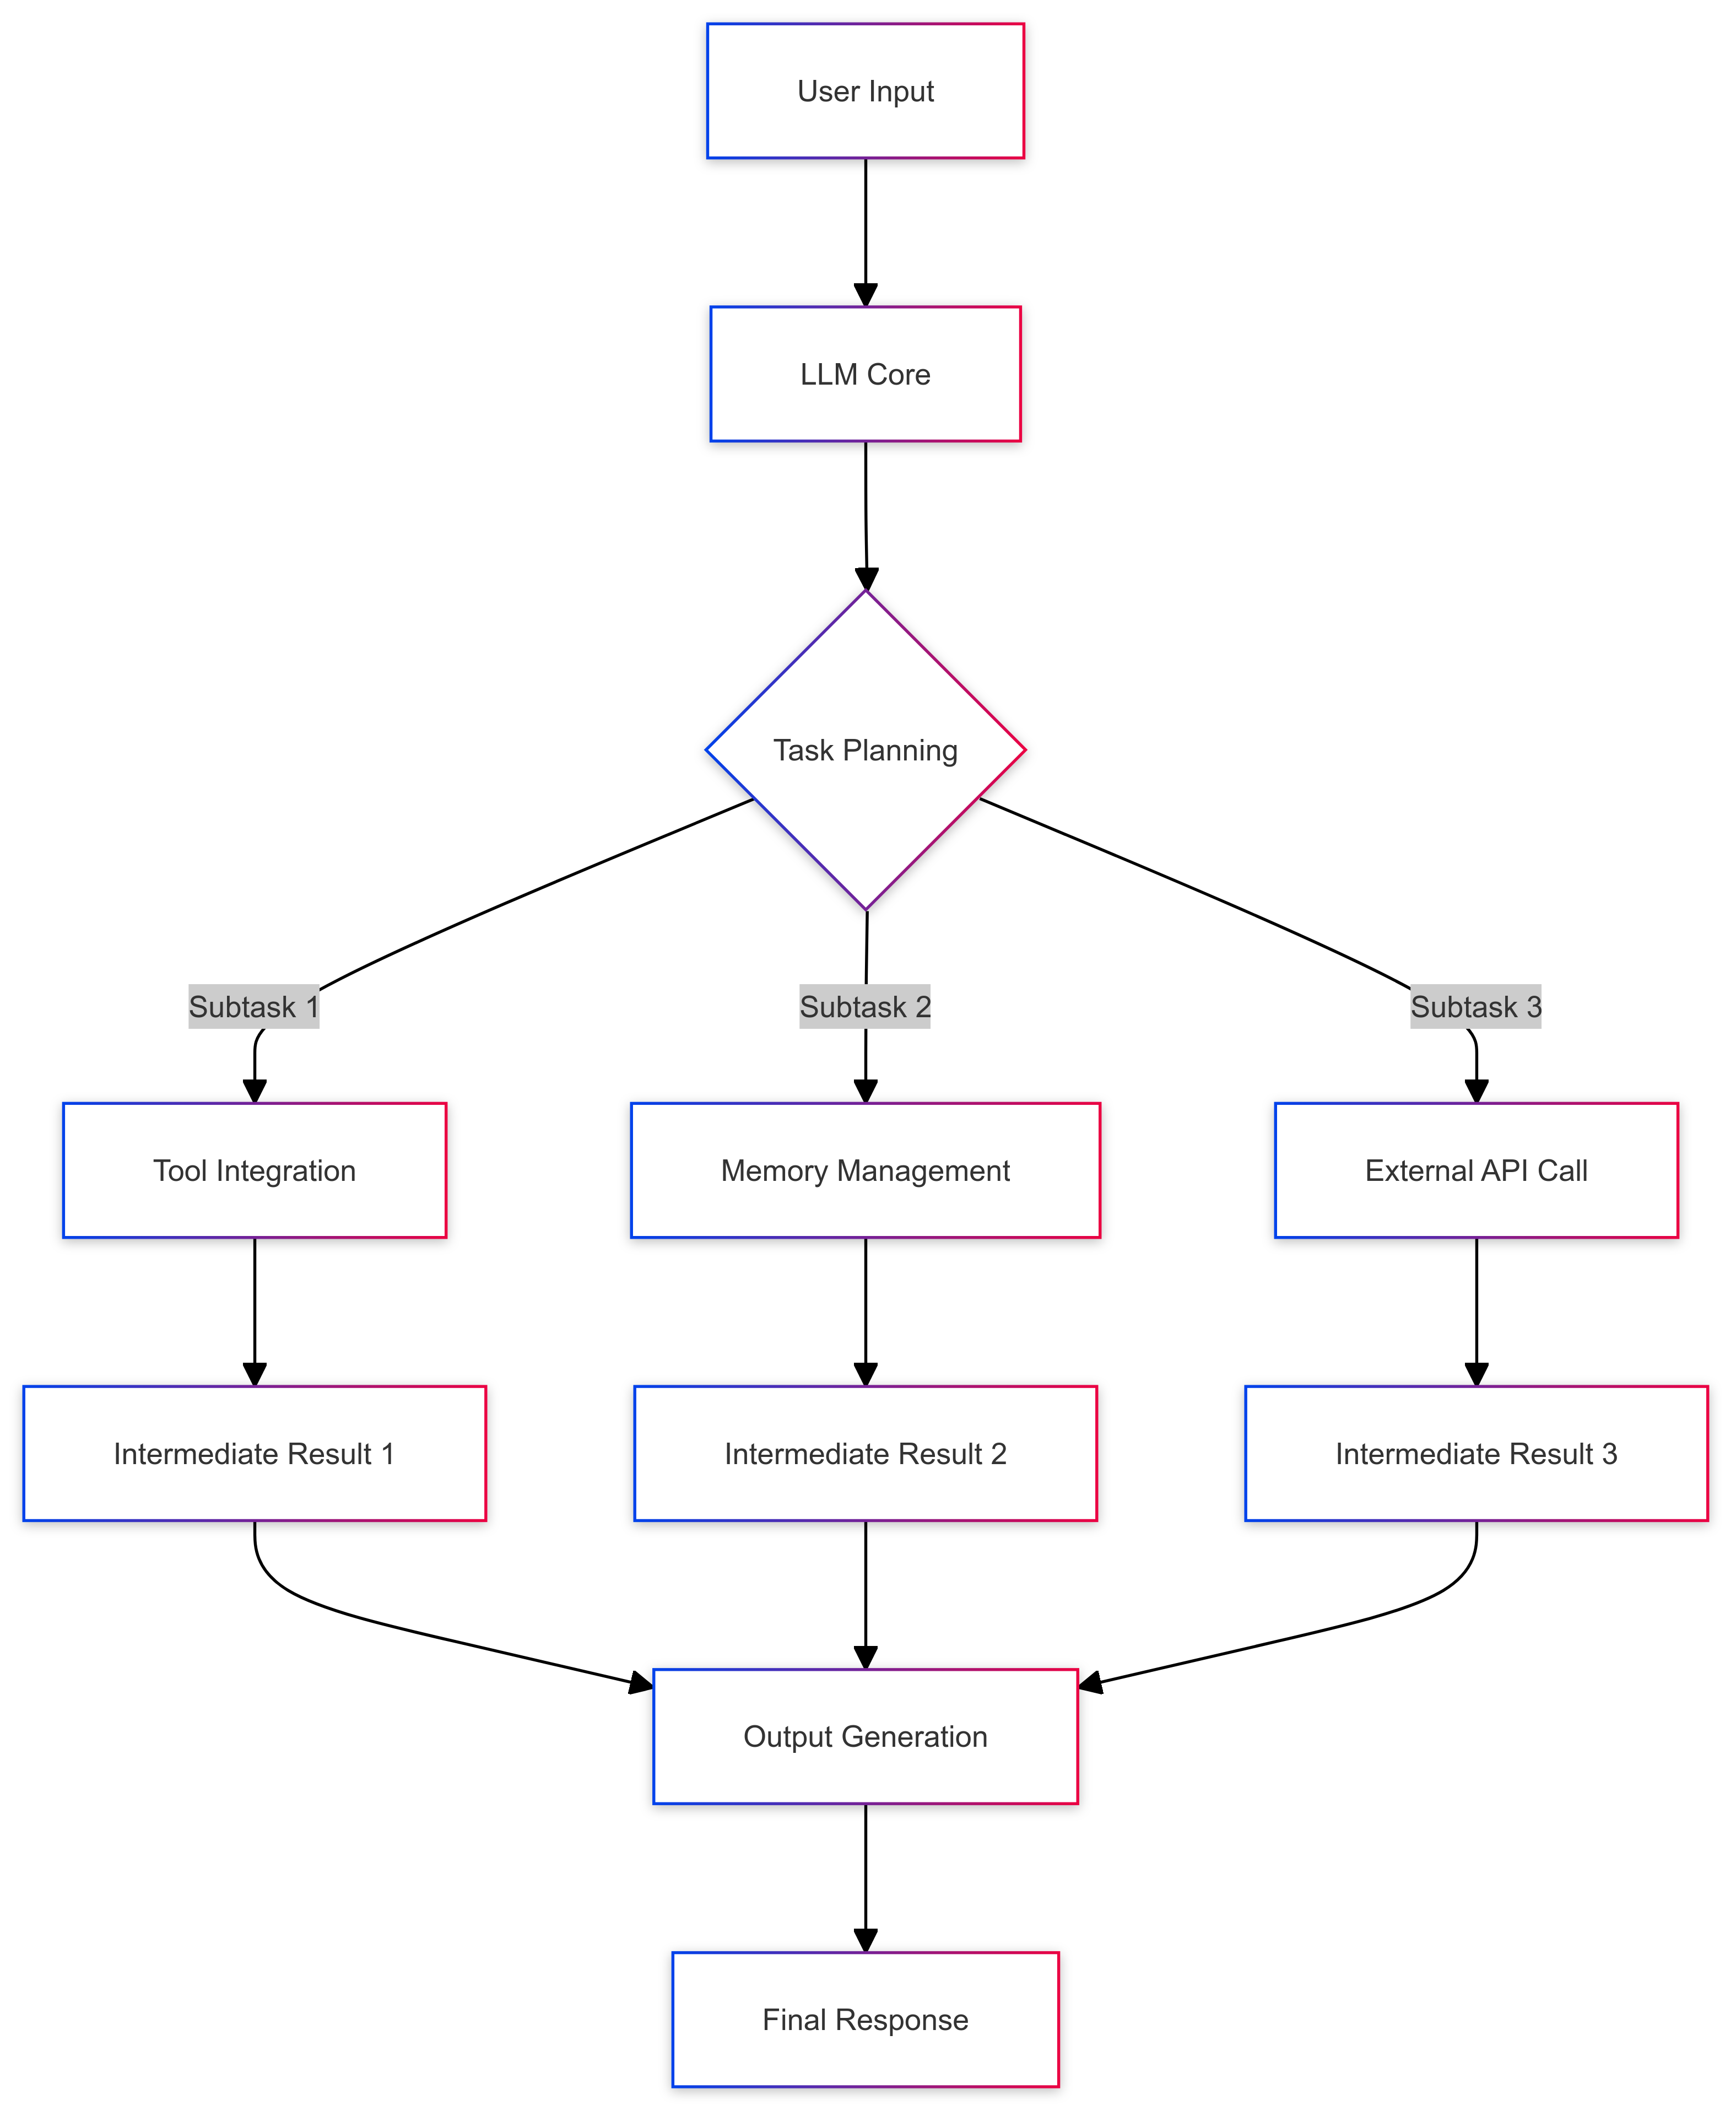 User Input
LLM Core
Task Planning
Subtask 1
Subtask 2
Subtask 3
Tool Integration
Memory Management
External API Call
Intermediate Result 1
Intermediate Result 2
Intermediate Result 3
Output Generation
Final Response